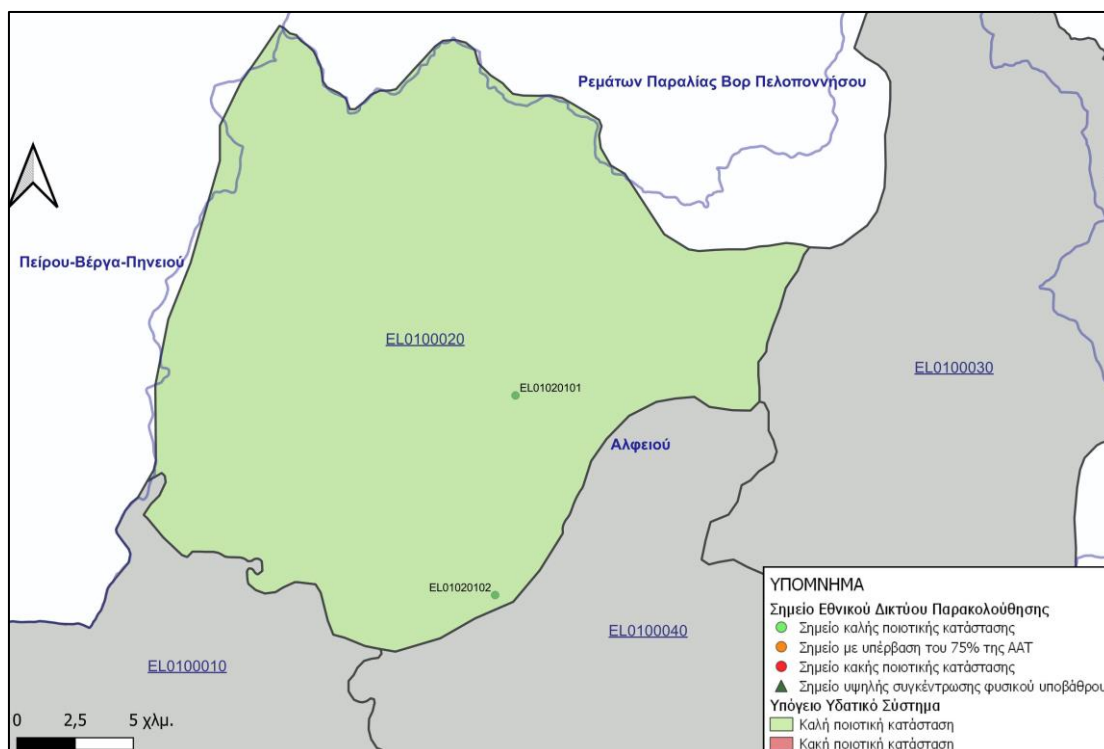 Ρεμάτων Παραλίας Βορ Πελοποννήσου
Πείρου-Βέργα-Πηνειού
EL0100020
EL0100030
EL01020101
Αλφειού
EL01020102
EL0100040
EL0100010
0 2,5 5 χλμ.
ΥΠΟΜΝΗΜΑ
Σημείο Εθνικού Δικτύου Παρακολούθησης
Σημείο καλής ποιοτικής κατάστασης
Σημείο με υπέρβαση του 75% της ΑΑΤ
Σημείο κακής ποιοτικής κατάστασης
Σημείο υψηλής συγκέντρωσης φυσικού υποβάθρου
Υπόγειο Υδατικό Σύστημα
Καλή ποιοτική κατάσταση
Κακή ποιοτική κατάσταση